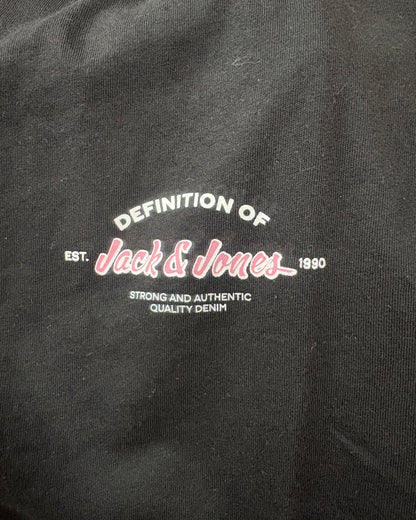 DEFINITION OF
EST. Jack & Jones 1990
STRONG AND AUTHENTIC
QUALITY DENIM